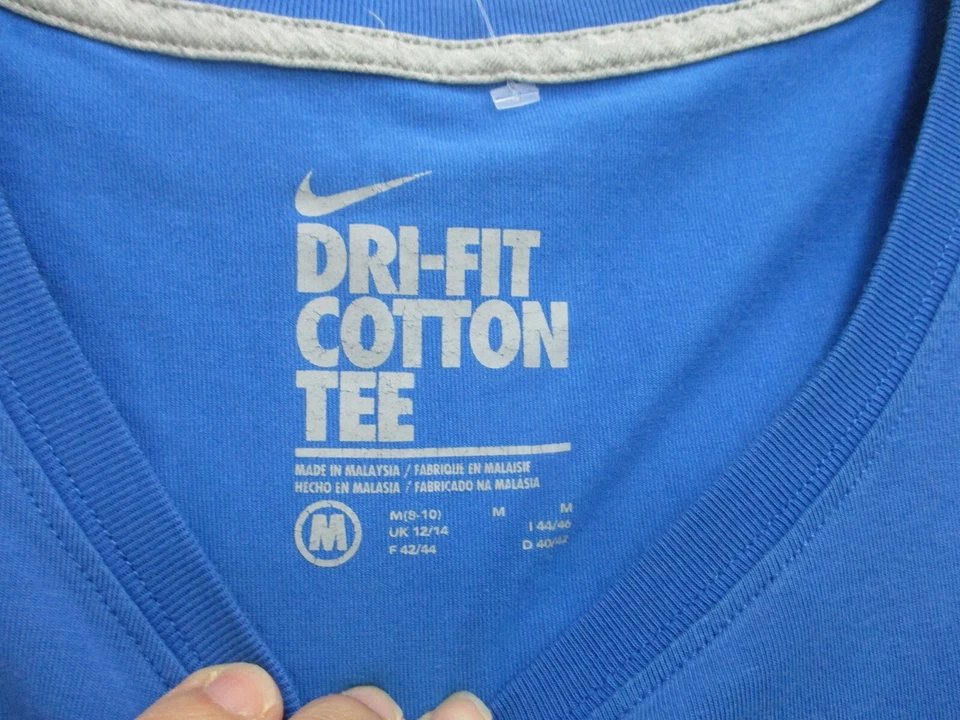 DRI-FIT
COTTON
TEE
MADE IN MALAYSIA / FABRIQUE EN MALAISIE
HECHO EN MALASIA / FABRICADO NA MALÁSIA
M
M(8-10) M M
UK 12/14 I 44/46
F 42/44 D 40/42